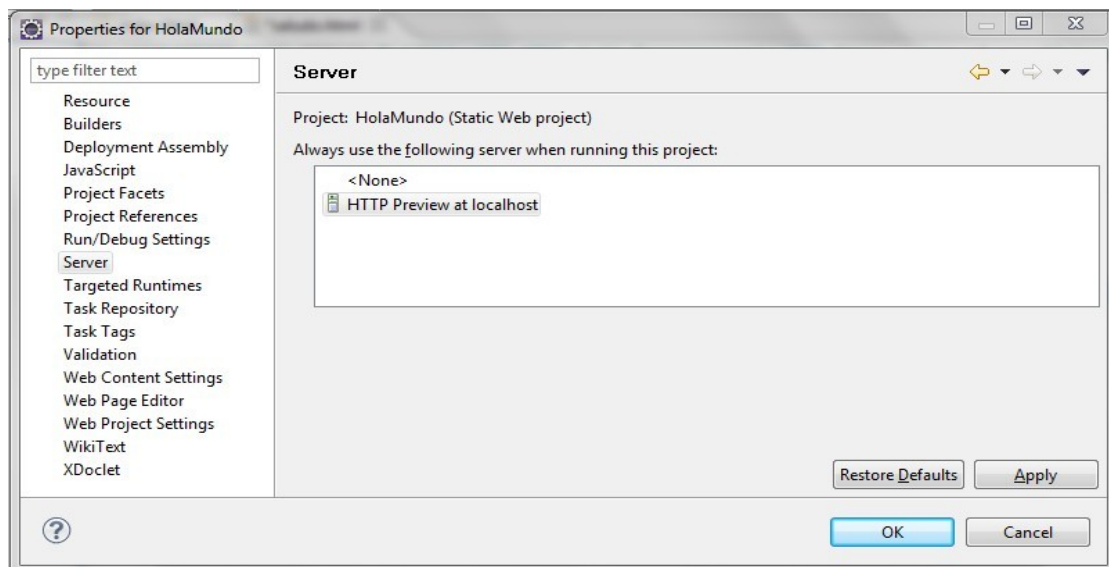 Properties for HolaMundo
type filter text
Resource
Builders
Deployment Assembly
JavaScript
Project Facets
Project References
Run/Debug Settings
Server
Targeted Runtimes
Task Repository
Task Tags
Validation
Web Content Settings
Web Page Editor
Web Project Settings
WikiText
XDoclet
Server
Project: HolaMundo (Static Web project)
Always use the following server when running this project:
<None>
HTTP Preview at localhost
Restore Defaults
Apply
?
OK
Cancel